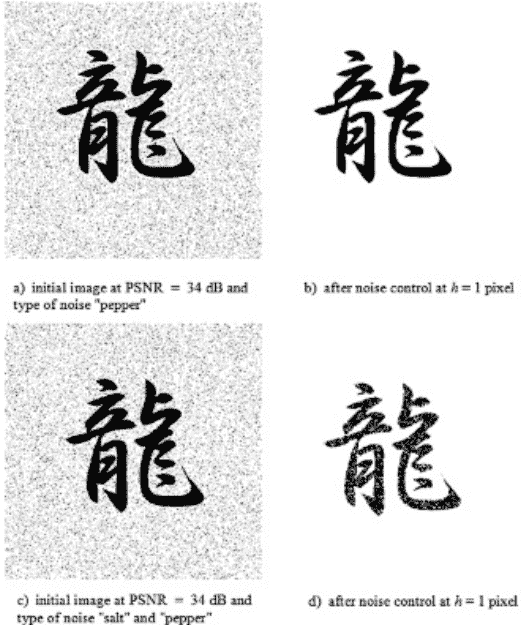 龍
龍
a) initial image at PSNR = 34 dB and
type of noise "pepper"
b) after noise control at h = 1 pixel
龍
龍
c) initial image at PSNR = 34 dB and
type of noise "salt" and "pepper"
d) after noise control at h = 1 pixel